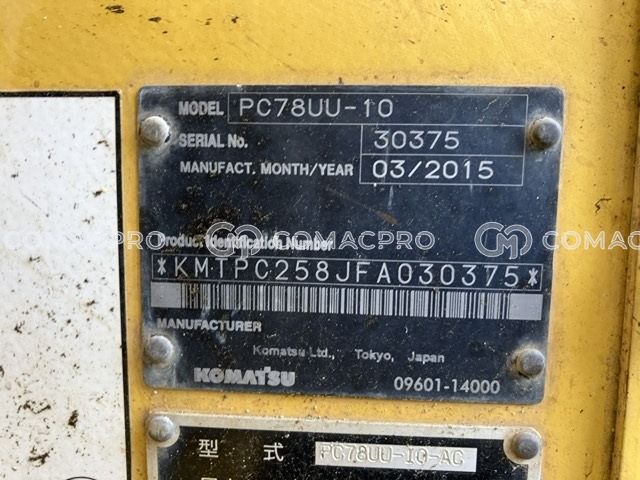 MODEL PC78UU-10
SERIAL No. 30375
MANUFACT. MONTH/YEAR 03/2015
COMACPRO COMACPRO COMACPRO
Product Identification Number
*KMTPC258JFA030375*
MANUFACTURER
Komatsu Ltd., Tokyo, Japan
KOMATSU 09601-14000
型式 PC78UU-10-AC